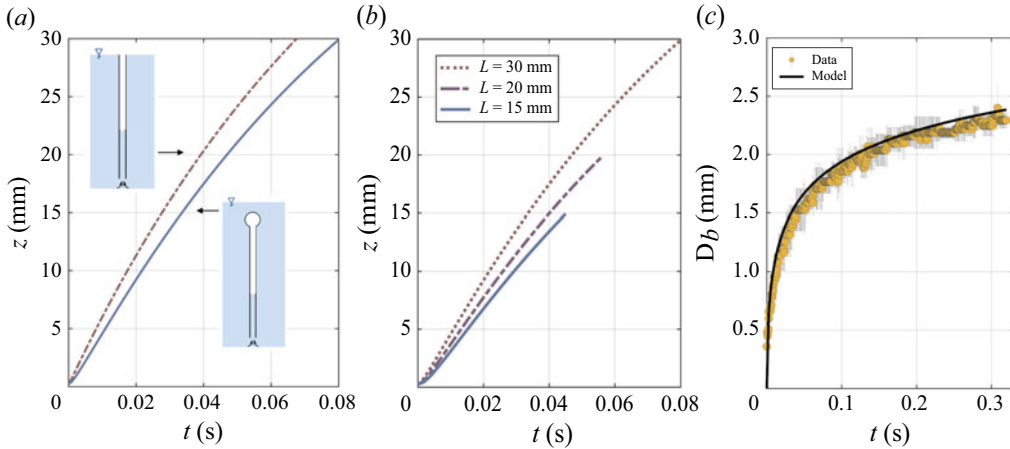 (a)
30
25
20
15
10
5
z (mm)
0 0.02 0.04 0.06 0.08
t (s)
(b)
30
25
20
15
10
5
z (mm)
L = 30 mm
L = 20 mm
L = 15 mm
0 0.02 0.04 0.06 0.08
t (s)
(c)
3.0
2.5
2.0
1.5
1.0
0.5
D_b (mm)
Data
Model
0 0.1 0.2 0.3
t (s)